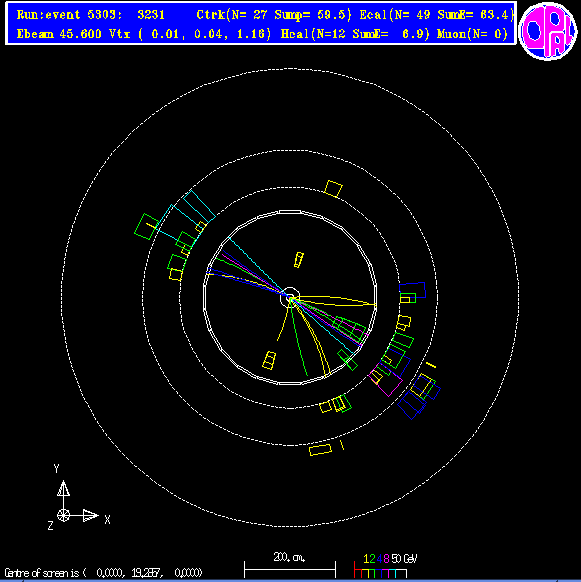 Run:event 5303: 3231 Ctrk(N= 27 Sump= 59.5) Ecal(N= 49 SumE= 63.4)
Ebeam 45.600 Vtx ( 0.01, 0.04, 1.16) Hcal(N=12 SumE= 6.9) Muon(N= 0)
Y
X
Z
200. cm.
1 2 4 8 50 GeV
Centre of screen is ( 0.0000, 19.2857, 0.0000)